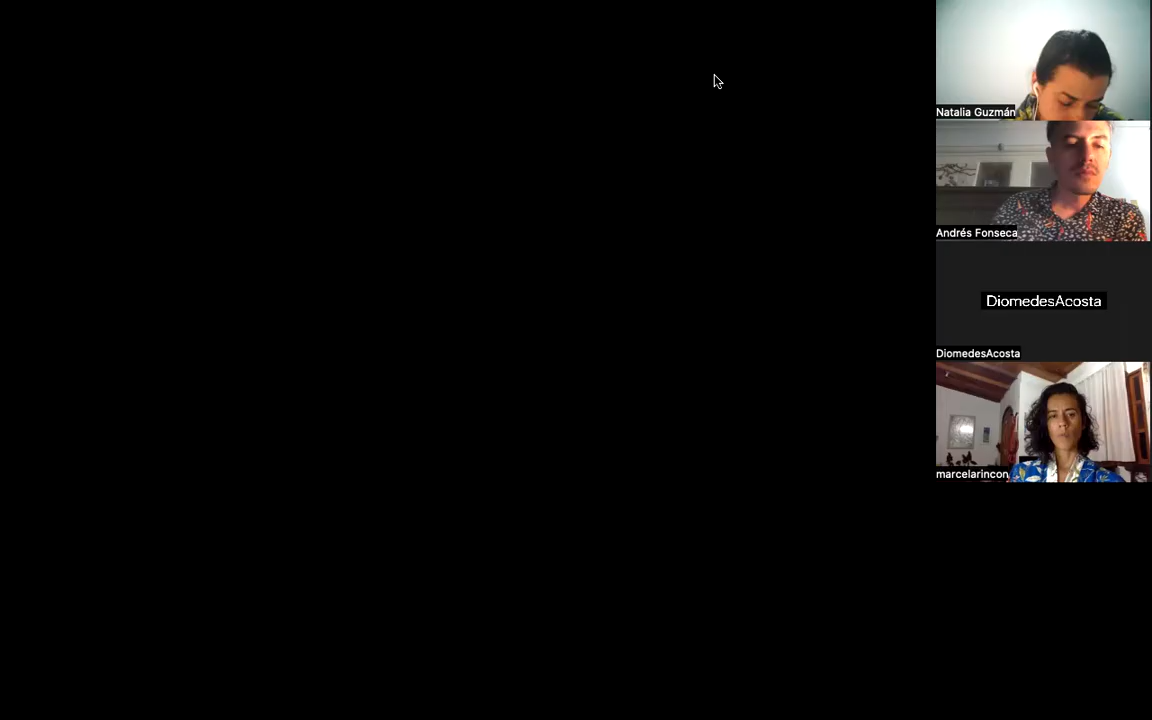 Natalia Guzmán
Andrés Fonseca
DiomedesAcosta
DiomedesAcosta
marcelarincon